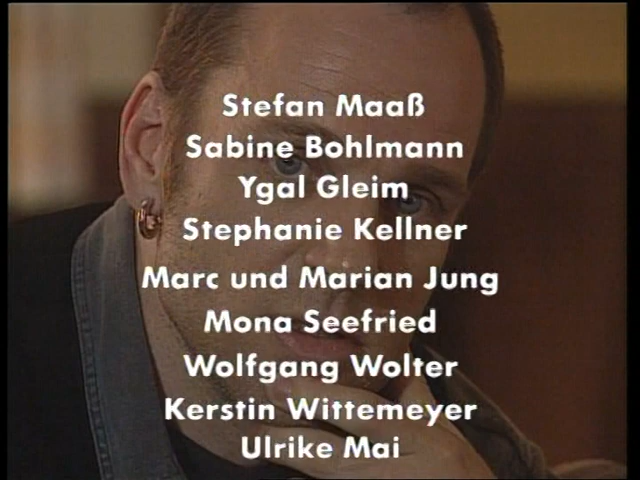 Stefan Maaß
Sabine Bohlmann
Ygal Gleim
Stephanie Kellner
Marc und Marian Jung
Mona Seefried
Wolfgang Wolter
Kerstin Wittemeyer
Ulrike Mai